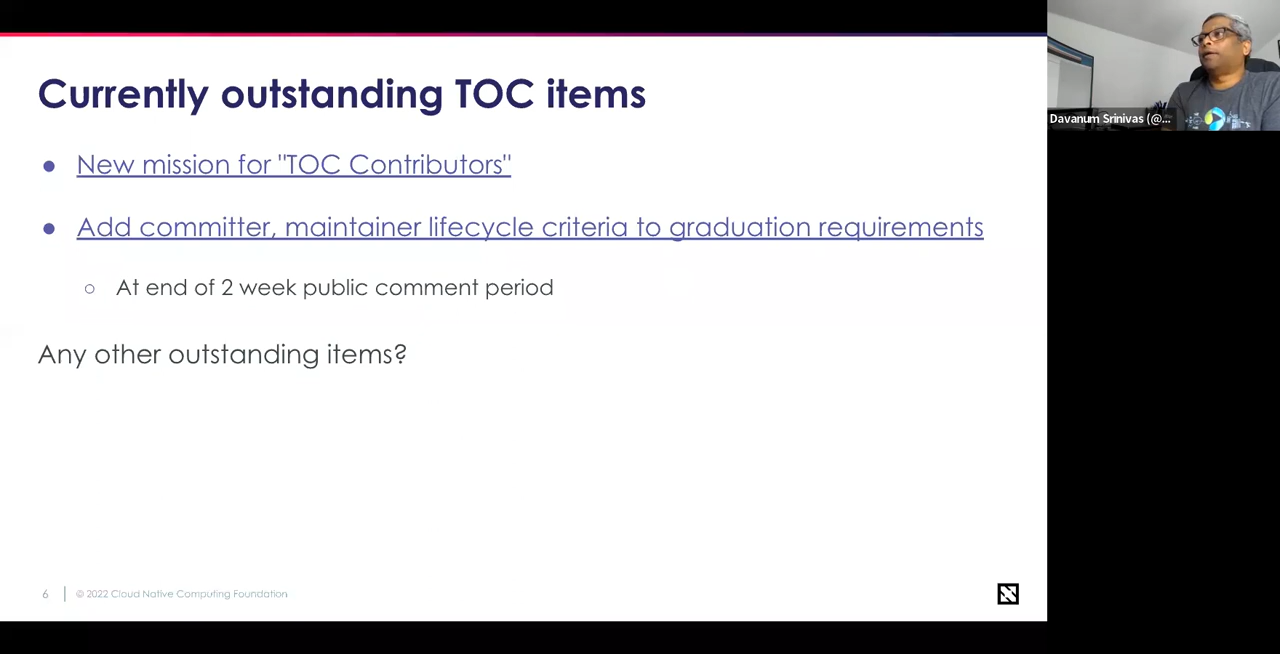 Currently outstanding TOC items
● New mission for "TOC Contributors"
● Add committer, maintainer lifecycle criteria to graduation requirements
○ At end of 2 week public comment period
Any other outstanding items?
6 | © 2022 Cloud Native Computing Foundation
Davanum Srinivas (@...